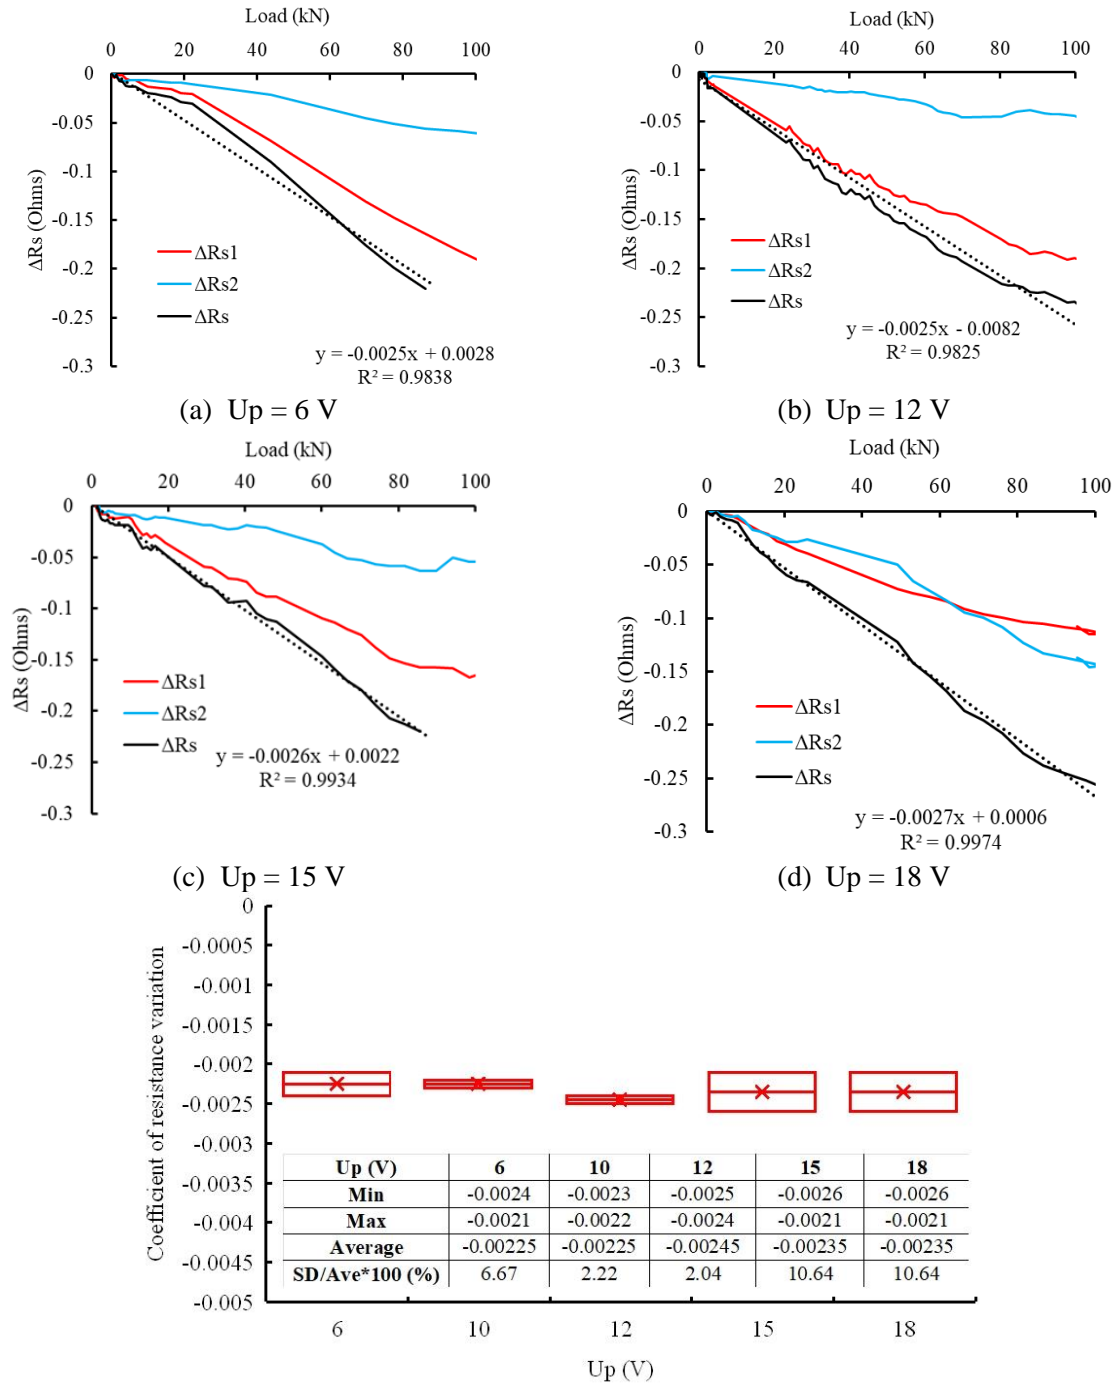 Load (kN)
0 20 40 60 80 100
0
-0.05
-0.1
-0.15
-0.2
-0.25
-0.3
ΔRs (Ohms)
ΔRs1
ΔRs2
ΔRs
y = -0.0025x + 0.0028
R² = 0.9838
(a) Up = 6 V
Load (kN)
0 20 40 60 80 100
0
-0.05
-0.1
-0.15
-0.2
-0.25
-0.3
ΔRs (Ohms)
ΔRs1
ΔRs2
ΔRs
y = -0.0025x - 0.0082
R² = 0.9825
(b) Up = 12 V
Load (kN)
0 20 40 60 80 100
0
-0.05
-0.1
-0.15
-0.2
-0.25
-0.3
ΔRs (Ohms)
ΔRs1
ΔRs2
ΔRs
y = -0.0026x + 0.0022
R² = 0.9934
(c) Up = 15 V
Load (kN)
0 20 40 60 80 100
0
-0.05
-0.1
-0.15
-0.2
-0.25
-0.3
ΔRs (Ohms)
ΔRs1
ΔRs2
ΔRs
y = -0.0027x + 0.0006
R² = 0.9974
(d) Up = 18 V
0
-0.0005
-0.001
-0.0015
-0.002
-0.0025
-0.003
-0.0035
-0.004
-0.0045
-0.005
Coefficient of resistance variation
Up (V) 6 10 12 15 18
Min -0.0024 -0.0023 -0.0025 -0.0026 -0.0026
Max -0.0021 -0.0022 -0.0024 -0.0021 -0.0021
Average -0.00225 -0.00225 -0.00245 -0.00235 -0.00235
SD/Ave*100 (%) 6.67 2.22 2.04 10.64 10.64
6 10 12 15 18
Up (V)